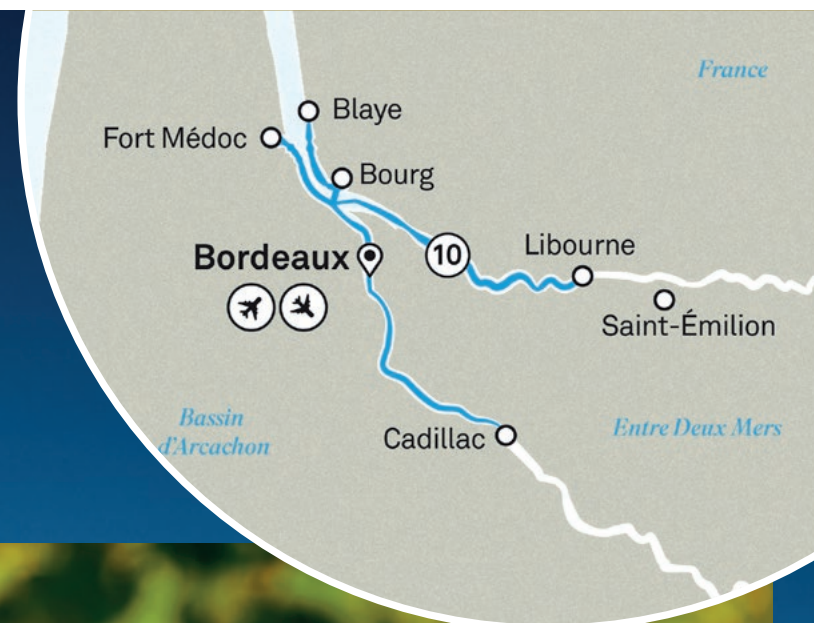 France
Blaye
Fort Médoc
Bourg
Bordeaux
10
Libourne
Saint-Émilion
Bassin
d'Arcachon
Entre Deux Mers
Cadillac